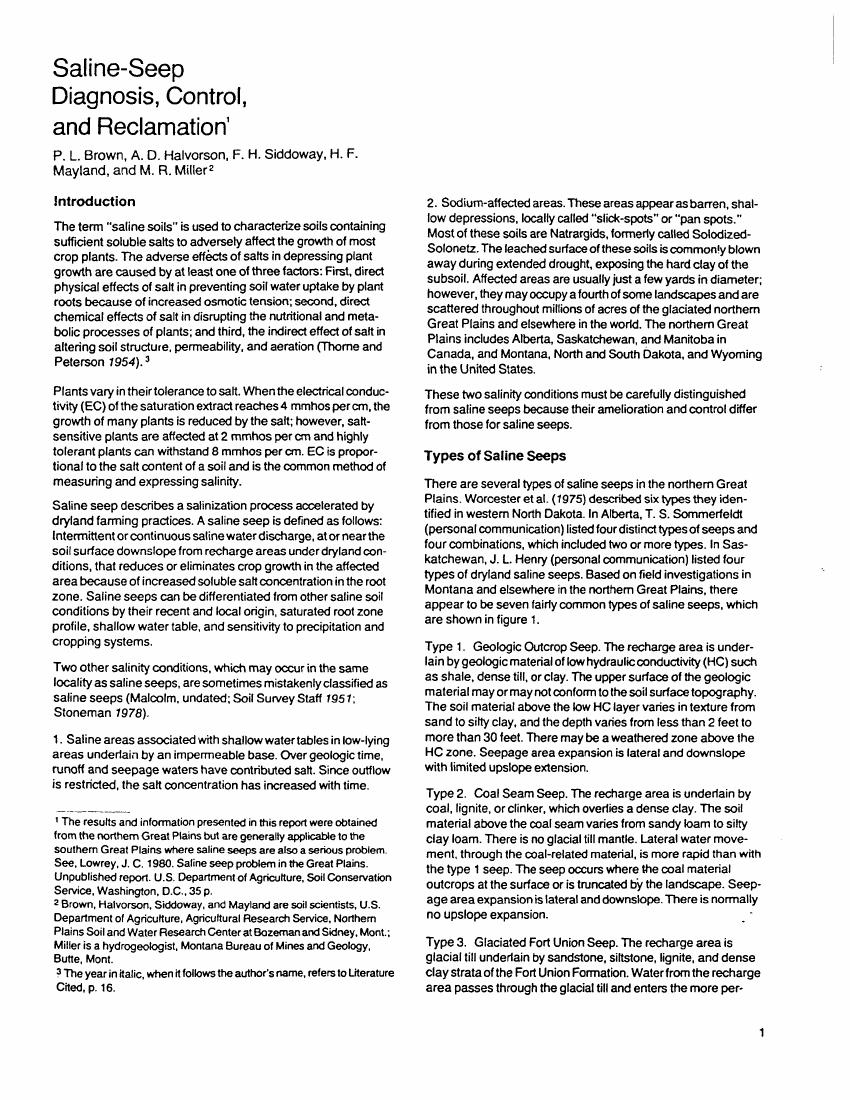 Saline-Seep
Diagnosis, Control,
and Reclamation¹
P. L. Brown, A. D. Halvorson, F. H. Siddoway, H. F.
Mayland, and M. R. Miller²
Introduction
The term "saline soils" is used to characterize soils containing
sufficient soluble salts to adversely affect the growth of most
crop plants. The adverse effects of salts in depressing plant
growth are caused by at least one of three factors: First, direct
physical effects of salt in preventing soil water uptake by plant
roots because of increased osmotic tension; second, direct
chemical effects of salt in disrupting the nutritional and meta-
bolic processes of plants; and third, the indirect effect of salt in
altering soil structure, permeability, and aeration (Thorne and
Peterson 1954).³
Plants vary in their tolerance to salt. When the electrical conduc-
tivity (EC) of the saturation extract reaches 4 mmhos per cm, the
growth of many plants is reduced by the salt; however, salt-
sensitive plants are affected at 2 mmhos per cm and highly
tolerant plants can withstand 8 mmhos per cm. EC is propor-
tional to the salt content of a soil and is the common method of
measuring and expressing salinity.
Saline seep describes a salinization process accelerated by
dryland farming practices. A saline seep is defined as follows:
Intermittent or continuous saline water discharge, at or near the
soil surface downslope from recharge areas under dryland con-
ditions, that reduces or eliminates crop growth in the affected
area because of increased soluble salt concentration in the root
zone. Saline seeps can be differentiated from other saline soil
conditions by their recent and local origin, saturated root zone
profile, shallow water table, and sensitivity to precipitation and
cropping systems.
Two other salinity conditions, which may occur in the same
locality as saline seeps, are sometimes mistakenly classified as
saline seeps (Malcolm, undated; Soil Survey Staff 1951;
Stoneman 1978).
1. Saline areas associated with shallow water tables in low-lying
areas underlain by an impermeable base. Over geologic time,
runoff and seepage waters have contributed salt. Since outflow
is restricted, the salt concentration has increased with time.
¹ The results and information presented in this report were obtained
from the northern Great Plains but are generally applicable to the
southern Great Plains where saline seeps are also a serious problem.
See, Lowrey, J. C. 1980. Saline seep problem in the Great Plains.
Unpublished report. U.S. Department of Agriculture, Soil Conservation
Service, Washington, D.C., 35 p.
² Brown, Halvorson, Siddoway, and Mayland are soil scientists, U.S.
Department of Agriculture, Agricultural Research Service, Northern
Plains Soil and Water Research Center at Bozeman and Sidney, Mont.;
Miller is a hydrogeologist, Montana Bureau of Mines and Geology,
Butte, Mont.
³ The year in italic, when it follows the author's name, refers to Literature
Cited, p. 16.
2. Sodium-affected areas. These areas appear as barren, shal-
low depressions, locally called "slick-spots" or "pan spots."
Most of these soils are Natrargids, formerly called Solodized-
Solonetz. The leached surface of these soils is commonly blown
away during extended drought, exposing the hard clay of the
subsoil. Affected areas are usually just a few yards in diameter;
however, they may occupy a fourth of some landscapes and are
scattered throughout millions of acres of the glaciated northern
Great Plains and elsewhere in the world. The northern Great
Plains includes Alberta, Saskatchewan, and Manitoba in
Canada, and Montana, North and South Dakota, and Wyoming
in the United States.
These two salinity conditions must be carefully distinguished
from saline seeps because their amelioration and control differ
from those for saline seeps.
Types of Saline Seeps
There are several types of saline seeps in the northern Great
Plains. Worcester et al. (1975) described six types they iden-
tified in western North Dakota. In Alberta, T. S. Sommerfeldt
(personal communication) listed four distinct types of seeps and
four combinations, which included two or more types. In Sas-
katchewan, J. L. Henry (personal communication) listed four
types of dryland saline seeps. Based on field investigations in
Montana and elsewhere in the northern Great Plains, there
appear to be seven fairly common types of saline seeps, which
are shown in figure 1.
Type 1. Geologic Outcrop Seep. The recharge area is under-
lain by geologic material of low hydraulic conductivity (HC) such
as shale, dense till, or clay. The upper surface of the geologic
material may or may not conform to the soil surface topography.
The soil material above the low HC layer varies in texture from
sand to silty clay, and the depth varies from less than 2 feet to
more than 30 feet. There may be a weathered zone above the
HC zone. Seepage area expansion is lateral and downslope
with limited upslope extension.
Type 2. Coal Seam Seep. The recharge area is underlain by
coal, lignite, or clinker, which overlies a dense clay. The soil
material above the coal seam varies from sandy loam to silty
clay loam. There is no glacial till mantle. Lateral water move-
ment, through the coal-related material, is more rapid than with
the type 1 seep. The seep occurs where the coal material
outcrops at the surface or is truncated by the landscape. Seep-
age area expansion is lateral and downslope. There is normally
no upslope expansion.
Type 3. Glaciated Fort Union Seep. The recharge area is
glacial till underlain by sandstone, siltstone, lignite, and dense
clay strata of the Fort Union Formation. Water from the recharge
area passes through the glacial till and enters the more per-
1